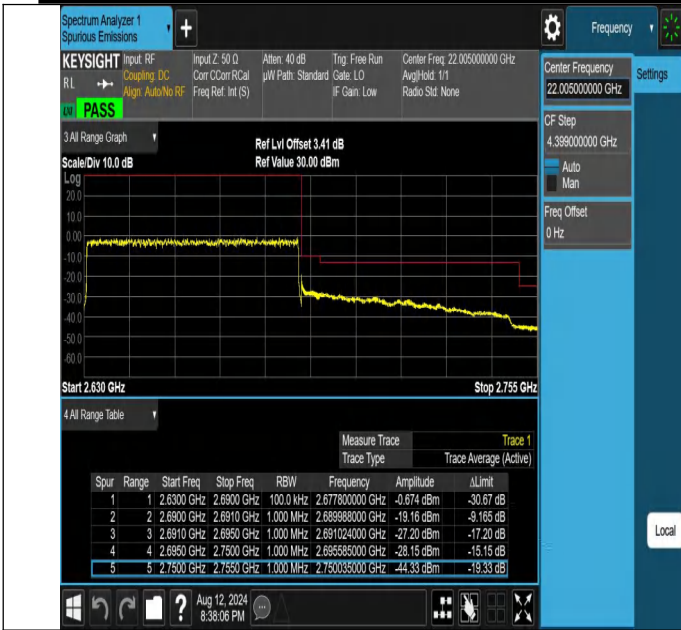 Spectrum Analyzer 1
Spurious Emissions
+
Frequency
KEYSIGHT
RL
PASS
Input: RF
Coupling: DC
Align: Auto/No RF
Input Z: 50 Ω
Corr CCorr RCal
Freq Ref: Int (S)
Atten: 40 dB
µW Path: Standard
Trig: Free Run
Gate: LO
IF Gain: Low
Center Freq: 22.005000000 GHz
Avg|Hold: 1/1
Radio Std: None
Center Frequency
22.005000000 GHz
Settings
CF Step
4.399000000 GHz
Auto
Man
Freq Offset
0 Hz
3 All Range Graph
Scale/Div 10.0 dB
Ref Lvl Offset 3.41 dB
Ref Value 30.00 dBm
Log
20.0
10.0
0.00
-10.0
-20.0
-30.0
-40.0
-50.0
-60.0
Start 2.630 GHz
Stop 2.755 GHz
4 All Range Table
Measure Trace Trace 1
Trace Type Trace Average (Active)
Spur Range Start Freq Stop Freq RBW Frequency Amplitude ΔLimit
1 1 2.6300 GHz 2.6900 GHz 100.0 kHz 2.677800000 GHz -0.674 dBm -30.67 dB
2 2 2.6900 GHz 2.6910 GHz 1.000 MHz 2.689988000 GHz -19.16 dBm -9.165 dB
3 3 2.6910 GHz 2.6950 GHz 1.000 MHz 2.691024000 GHz -27.20 dBm -17.20 dB
4 4 2.6950 GHz 2.7500 GHz 1.000 MHz 2.695585000 GHz -28.15 dBm -15.15 dB
5 5 2.7500 GHz 2.7550 GHz 1.000 MHz 2.750035000 GHz -44.33 dBm -19.33 dB
Local
?
Aug 12, 2024
8:38:06 PM